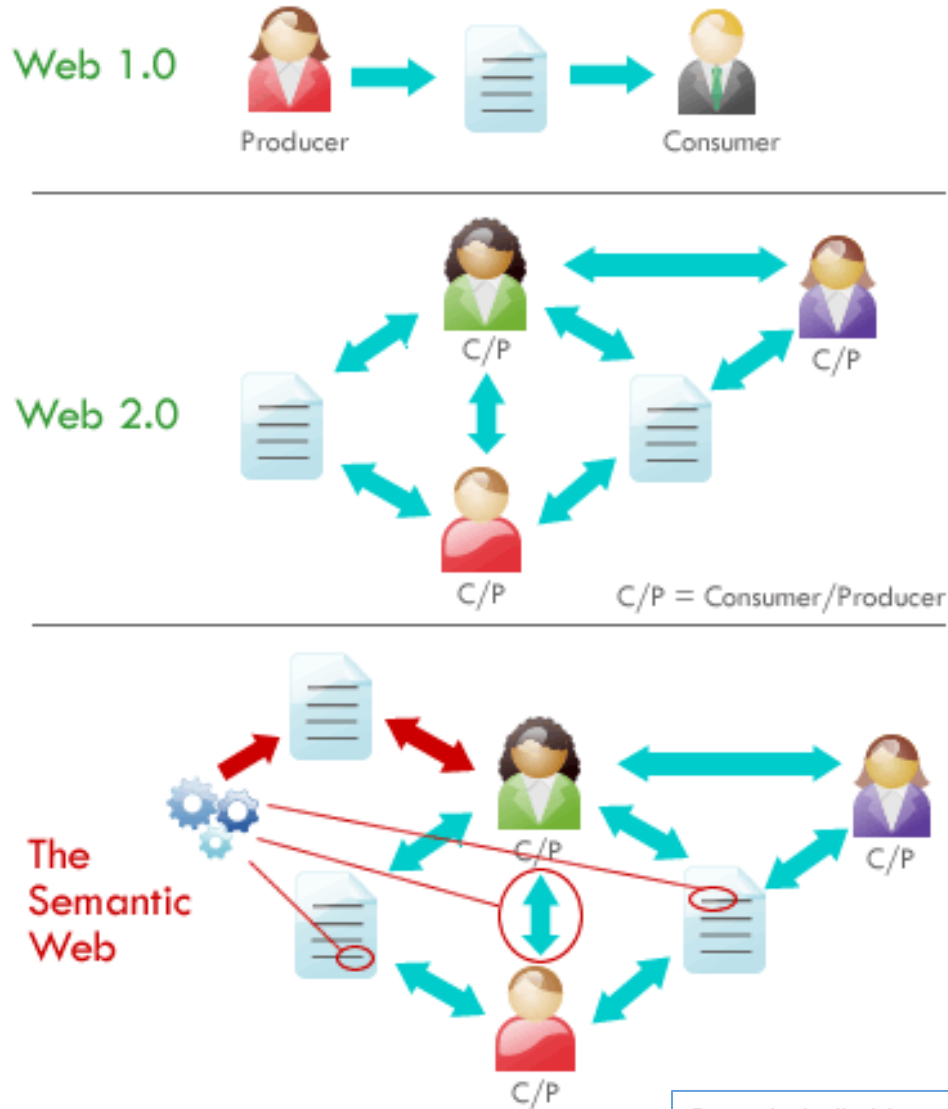 Web 1.0
Producer
Consumer
C/P
C/P
Web 2.0
C/P
C/P = Consumer/Producer
C/P
C/P
The
Semantic
Web
C/P